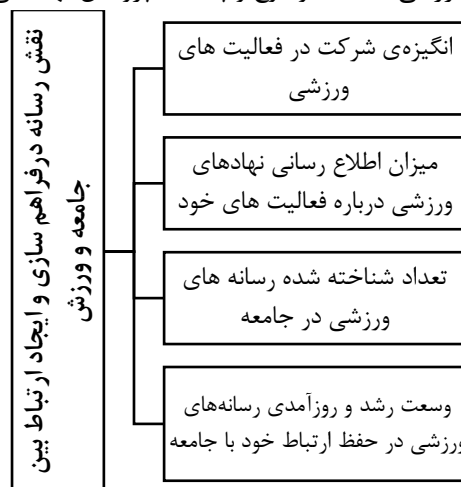 نقش رسانه درفراهم سازی و ایجاد ارتباط بین
جامعه و ورزش
انگیزه‌ی شرکت در فعالیت های
ورزشی
میزان اطلاع رسانی نهادهای
ورزشی درباره فعالیت های خود
تعداد شناخته شده رسانه های
ورزشی در جامعه
وسعت رشد و روزآمدی رسانه‌های
ورزشی در حفظ ارتباط خود با جامعه